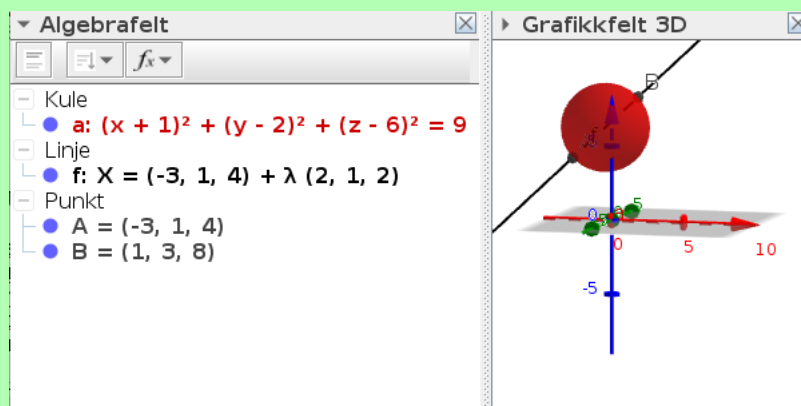 Algebrafelt
Kule
a: (x + 1)² + (y - 2)² + (z - 6)² = 9
Linje
f: X = (-3, 1, 4) + λ (2, 1, 2)
Punkt
A = (-3, 1, 4)
B = (1, 3, 8)
Grafikkfelt 3D
B
5
0
0
5
10
-5